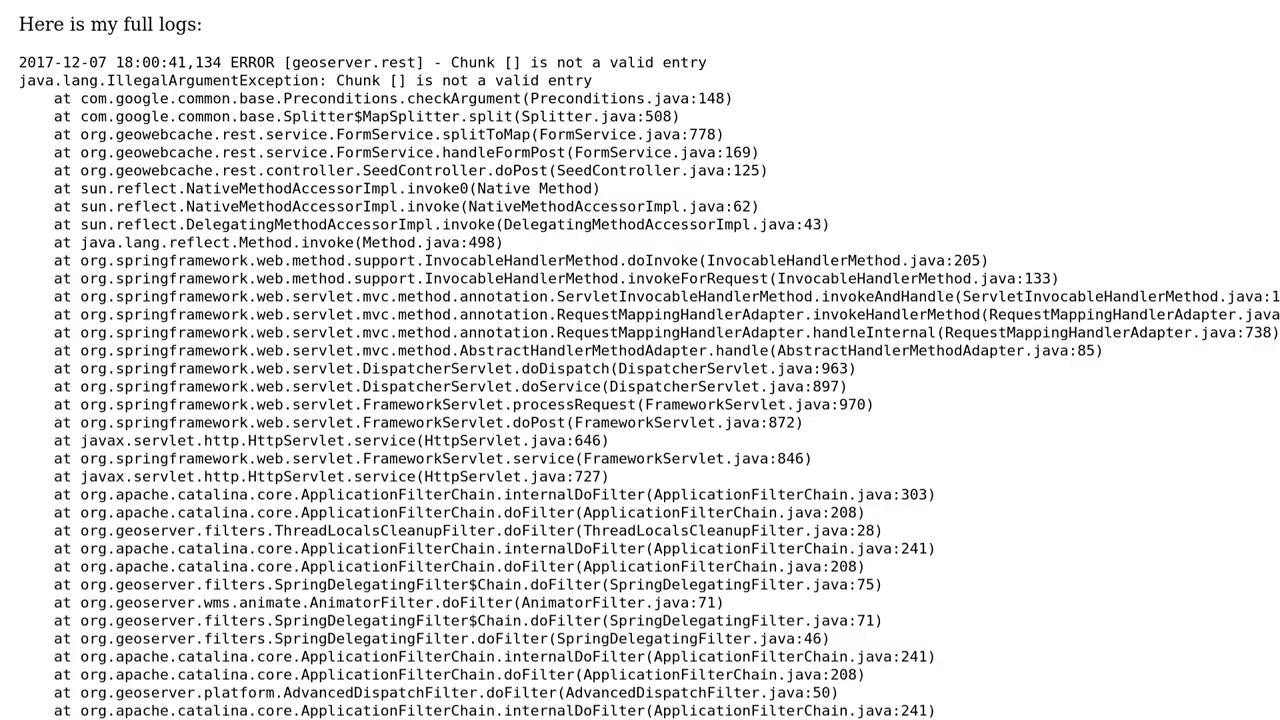 Here is my full logs:
2017-12-07 18:00:41,134 ERROR [geoserver.rest] - Chunk [] is not a valid entry
java.lang.IllegalArgumentException: Chunk [] is not a valid entry
at com.google.common.base.Preconditions.checkArgument(Preconditions.java:148)
at com.google.common.base.Splitter$MapSplitter.split(Splitter.java:508)
at org.geowebcache.rest.service.FormService.splitToMap(FormService.java:778)
at org.geowebcache.rest.service.FormService.handleFormPost(FormService.java:169)
at org.geowebcache.rest.controller.SeedController.doPost(SeedController.java:125)
at sun.reflect.NativeMethodAccessorImpl.invoke0(Native Method)
at sun.reflect.NativeMethodAccessorImpl.invoke(NativeMethodAccessorImpl.java:62)
at sun.reflect.DelegatingMethodAccessorImpl.invoke(DelegatingMethodAccessorImpl.java:43)
at java.lang.reflect.Method.invoke(Method.java:498)
at org.springframework.web.method.support.InvocableHandlerMethod.doInvoke(InvocableHandlerMethod.java:205)
at org.springframework.web.method.support.InvocableHandlerMethod.invokeForRequest(InvocableHandlerMethod.java:133)
at org.springframework.web.servlet.mvc.method.annotation.ServletInvocableHandlerMethod.invokeAndHandle(ServletInvocableHandlerMethod.java:1
at org.springframework.web.servlet.mvc.method.annotation.RequestMappingHandlerAdapter.invokeHandlerMethod(RequestMappingHandlerAdapter.java
at org.springframework.web.servlet.mvc.method.annotation.RequestMappingHandlerAdapter.handleInternal(RequestMappingHandlerAdapter.java:738)
at org.springframework.web.servlet.mvc.method.AbstractHandlerMethodAdapter.handle(AbstractHandlerMethodAdapter.java:85)
at org.springframework.web.servlet.DispatcherServlet.doDispatch(DispatcherServlet.java:963)
at org.springframework.web.servlet.DispatcherServlet.doService(DispatcherServlet.java:897)
at org.springframework.web.servlet.FrameworkServlet.processRequest(FrameworkServlet.java:970)
at org.springframework.web.servlet.FrameworkServlet.doPost(FrameworkServlet.java:872)
at javax.servlet.http.HttpServlet.service(HttpServlet.java:646)
at org.springframework.web.servlet.FrameworkServlet.service(FrameworkServlet.java:846)
at javax.servlet.http.HttpServlet.service(HttpServlet.java:727)
at org.apache.catalina.core.ApplicationFilterChain.internalDoFilter(ApplicationFilterChain.java:303)
at org.apache.catalina.core.ApplicationFilterChain.doFilter(ApplicationFilterChain.java:208)
at org.geoserver.filters.ThreadLocalsCleanupFilter.doFilter(ThreadLocalsCleanupFilter.java:28)
at org.apache.catalina.core.ApplicationFilterChain.internalDoFilter(ApplicationFilterChain.java:241)
at org.apache.catalina.core.ApplicationFilterChain.doFilter(ApplicationFilterChain.java:208)
at org.geoserver.filters.SpringDelegatingFilter$Chain.doFilter(SpringDelegatingFilter.java:75)
at org.geoserver.wms.animate.AnimatorFilter.doFilter(AnimatorFilter.java:71)
at org.geoserver.filters.SpringDelegatingFilter$Chain.doFilter(SpringDelegatingFilter.java:71)
at org.geoserver.filters.SpringDelegatingFilter.doFilter(SpringDelegatingFilter.java:46)
at org.apache.catalina.core.ApplicationFilterChain.internalDoFilter(ApplicationFilterChain.java:241)
at org.apache.catalina.core.ApplicationFilterChain.doFilter(ApplicationFilterChain.java:208)
at org.geoserver.platform.AdvancedDispatchFilter.doFilter(AdvancedDispatchFilter.java:50)
at org.apache.catalina.core.ApplicationFilterChain.internalDoFilter(ApplicationFilterChain.java:241)